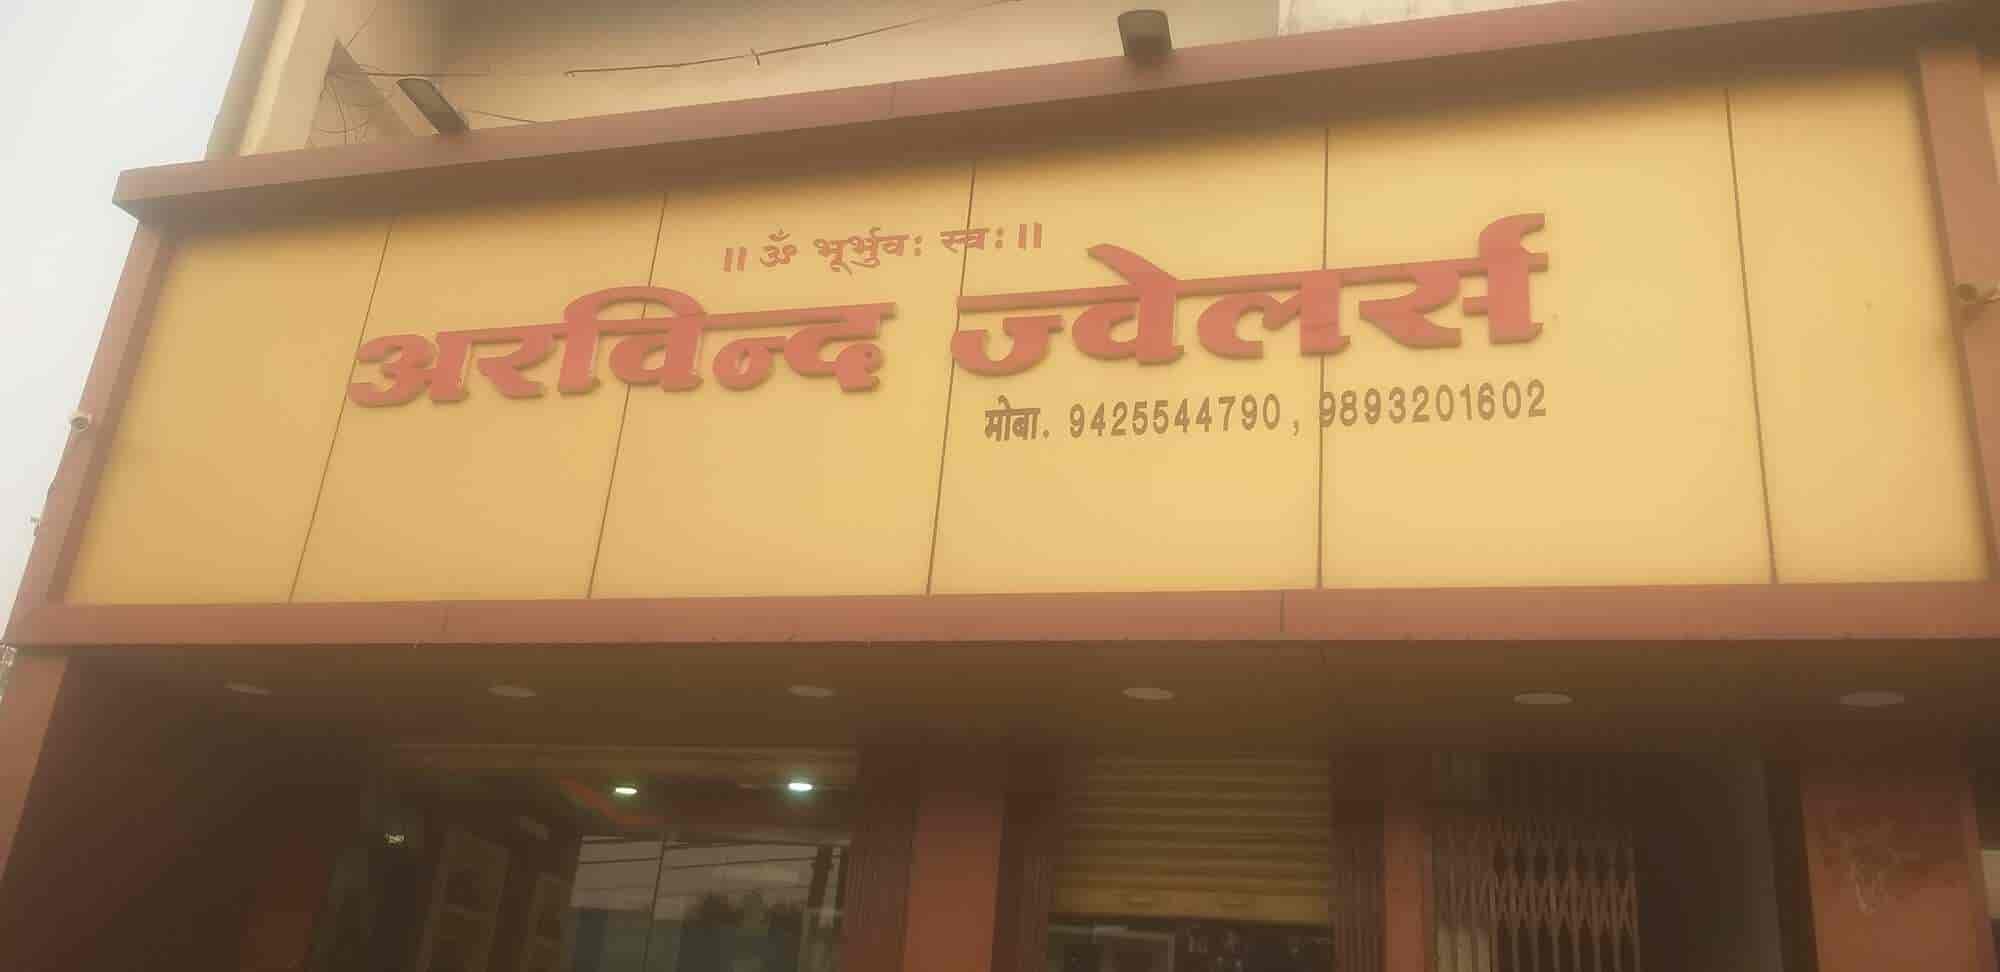 ॥ ॐ भूर्भुवः स्वः॥
अरविन्द ज्वेलर्स
मोबा. 9425544790, 9893201602